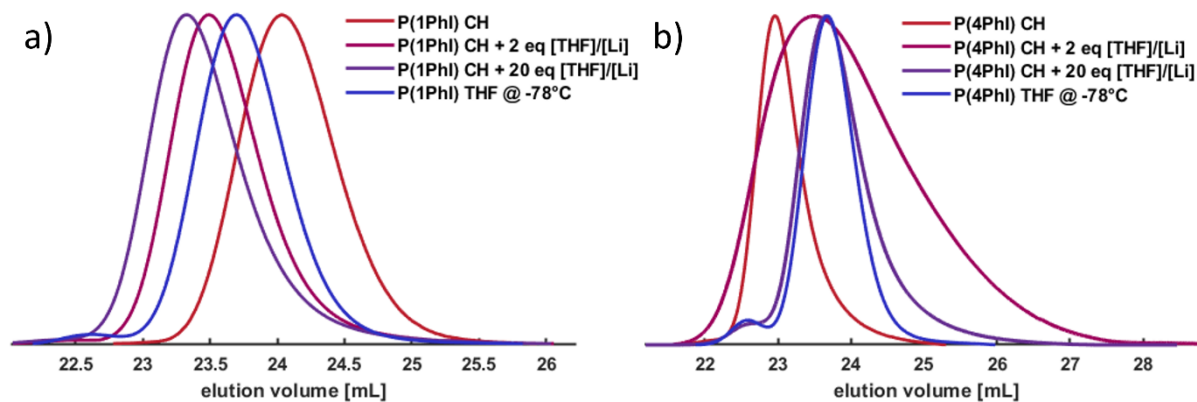 a)
P(1PhI) CH
P(1PhI) CH + 2 eq [THF]/[Li]
P(1PhI) CH + 20 eq [THF]/[Li]
P(1PhI) THF @ -78°C
22.5 23 23.5 24 24.5 25 25.5 26
elution volume [mL]
b)
P(4PhI) CH
P(4PhI) CH + 2 eq [THF]/[Li]
P(4PhI) CH + 20 eq [THF]/[Li]
P(4PhI) THF @ -78°C
22 23 24 25 26 27 28
elution volume [mL]